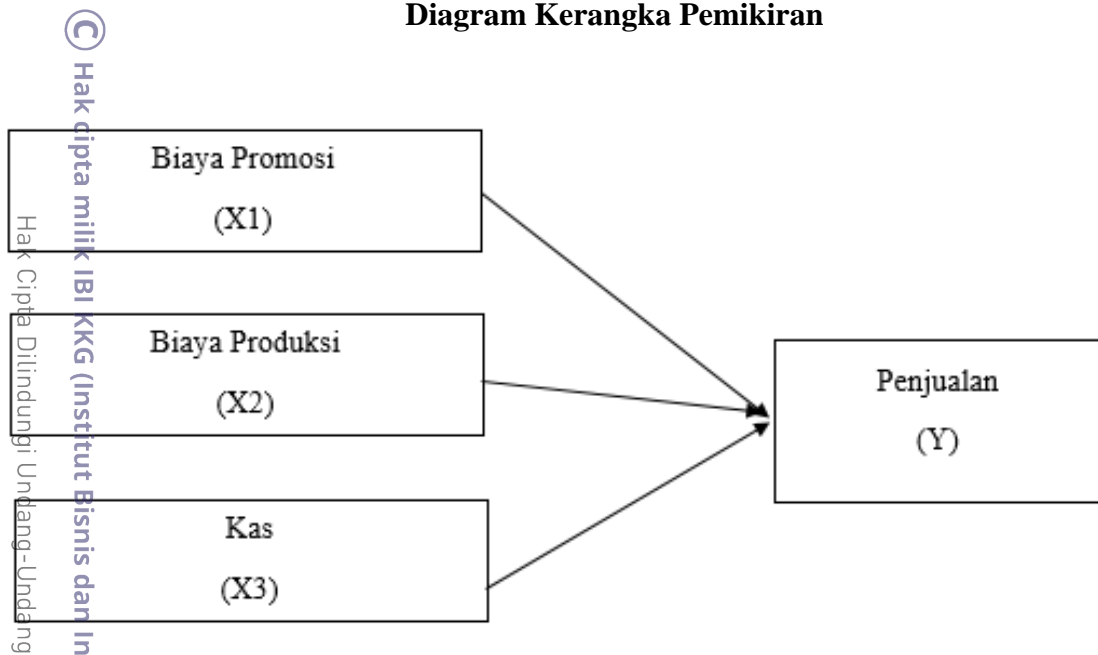 Diagram Kerangka Pemikiran
© Hak cipta milik IBI KKG (Institut Bisnis dan In
Hak Cipta Dilindungi Undang-Undang
Biaya Promosi
(X1)
Biaya Produksi
(X2)
Kas
(X3)
Penjualan
(Y)